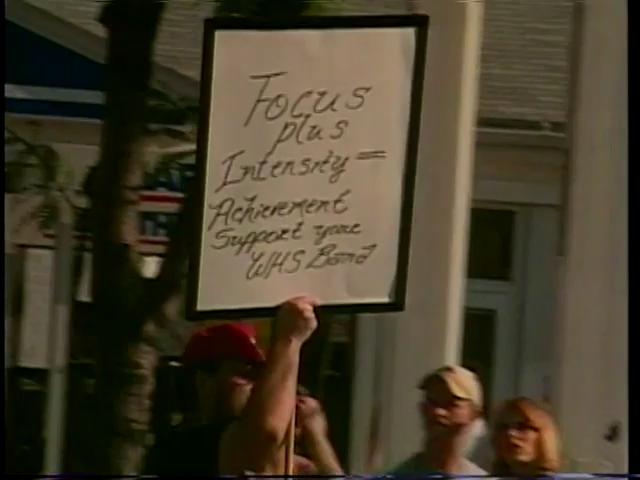 Focus
plus
Intensity =
Achievement
Support your
WHS Band